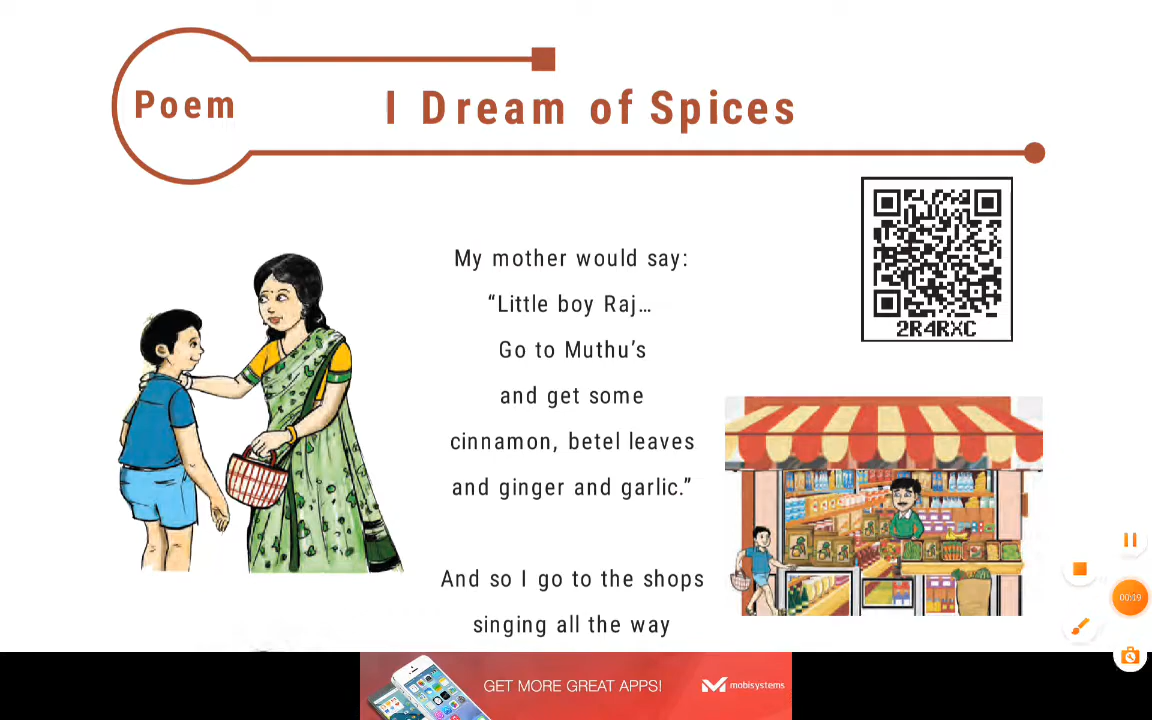 Poem
I Dream of Spices
My mother would say:
“Little boy Raj…
Go to Muthu’s
and get some
cinnamon, betel leaves
and ginger and garlic.”
And so I go to the shops
singing all the way
2R4RXC
00:19
GET MORE GREAT APPS!
mobisystems